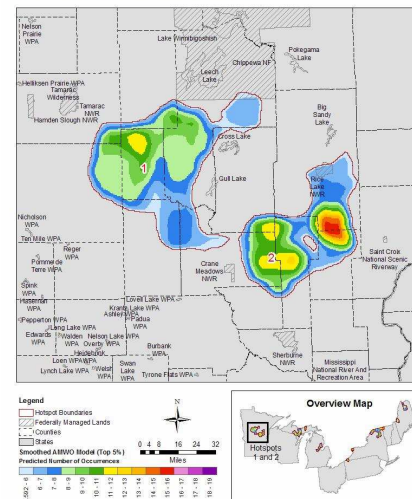 Nelson
Prairie
WPA
Lake Winnibigoshish
Chippewa NF
Pokegama
Lake
Leech
Lake
Helliksen Prairie WPA
Tamarac
Wilderness
Tamarac
NWR
Hamden Slough NWR
Big
Sandy
Lake
Cross Lake
1
Gull Lake
Rice
Lake
NWR
Nicholson
WPA
Ten Mile WPA
Reger
WPA
Pomme de
Terre WPA
Saint Croix
National Scenic
Riverway
2
Crane
Meadows
NWR
Spink
WPA
Haserman
WPA
Lovell Lake WPA
Krantz Lake WPA
Ashley WPA
Pepperton WPA
Padua
WPA
Long Lake WPA
Edwards
WPA
Walden
WPA
Nelson Lake WPA
Overby WPA
Heidebrink
Loen WPA
WPA
Burbank
WPA
Lynch Lake WPA
Welsh
WPA
Swan
Lake
WPA
Tyrone Flats WPA
Sherburne
NWR
Mississippi
National River And
Recreation Area
Legend
Hotspot Boundaries
Federally Managed Lands
Counties
States
N
Smoothed AMWO Model (Top 5%)
0 4 8 16 24 32
Miles
Predicted Number of Occurrences
6 - 7
7 - 8
8 - 9
9 - 10
10 - 11
11 - 12
12 - 13
13 - 14
14 - 15
15 - 16
16 - 17
17 - 18
18 - 19
Overview Map
Hotspots
1 and 2